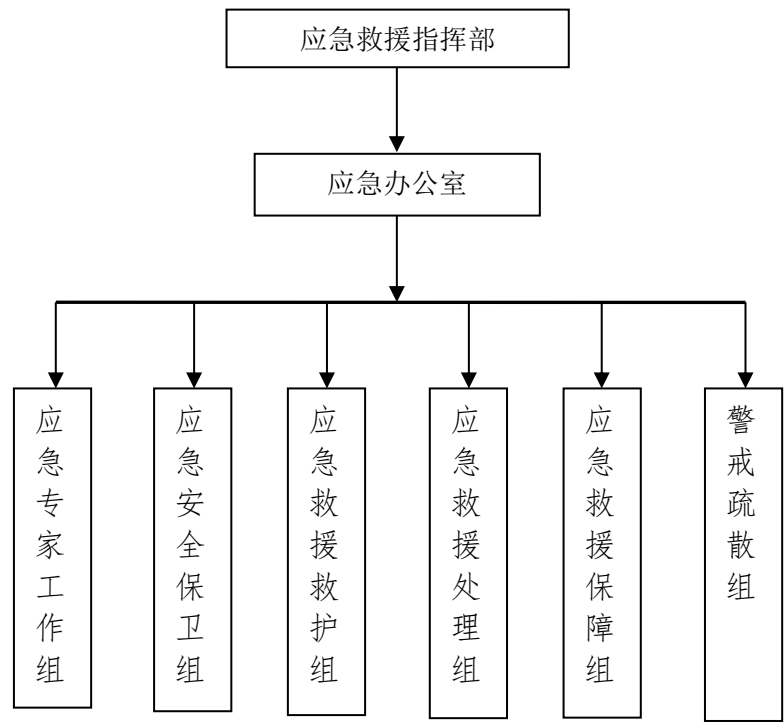 应急救援指挥部
应急办公室
应急专家工作组
应急安全保卫组
应急救援救护组
应急救援处理组
应急救援保障组
警戒疏散组